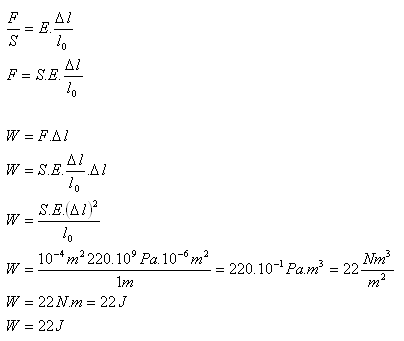 F/S = E.Δl/l₀
F = S.E.Δl/l₀
W = F.Δl
W = S.E.Δl/l₀.Δl
W = S.E.(Δl)²/l₀
W = 10⁻⁴ m² 220.10⁹ Pa.10⁻⁶ m²/1m = 220.10⁻¹ Pa.m³ = 22 Nm³/m²
W = 22 N.m = 22 J
W = 22 J